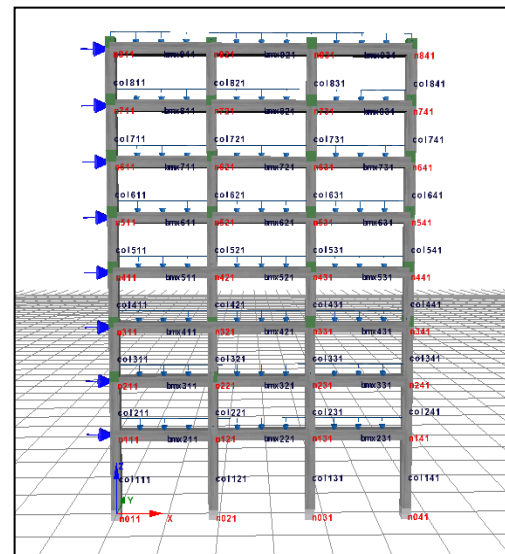 n811 bmx911 n821 bmx921 n831 bmx931 n841
col811 col821 col831 col841
n711 bmx811 n721 bmx821 n731 bmx831 n741
col711 col721 col731 col741
n611 bmx711 n621 bmx721 n631 bmx731 n641
col611 col621 col631 col641
n511 bmx611 n521 bmx621 n531 bmx631 n541
col511 col521 col531 col541
n411 bmx511 n421 bmx521 n431 bmx531 n441
col411 col421 col431 col441
n311 bmx411 n321 bmx421 n331 bmx431 n341
col311 col321 col331 col341
n211 bmx311 n221 bmx321 n231 bmx331 n241
col211 col221 col231 col241
n111 bmx211 n121 bmx221 n131 bmx231 n141
Z
col111 col121 col131 col141
Y
n011 X n021 n031 n041